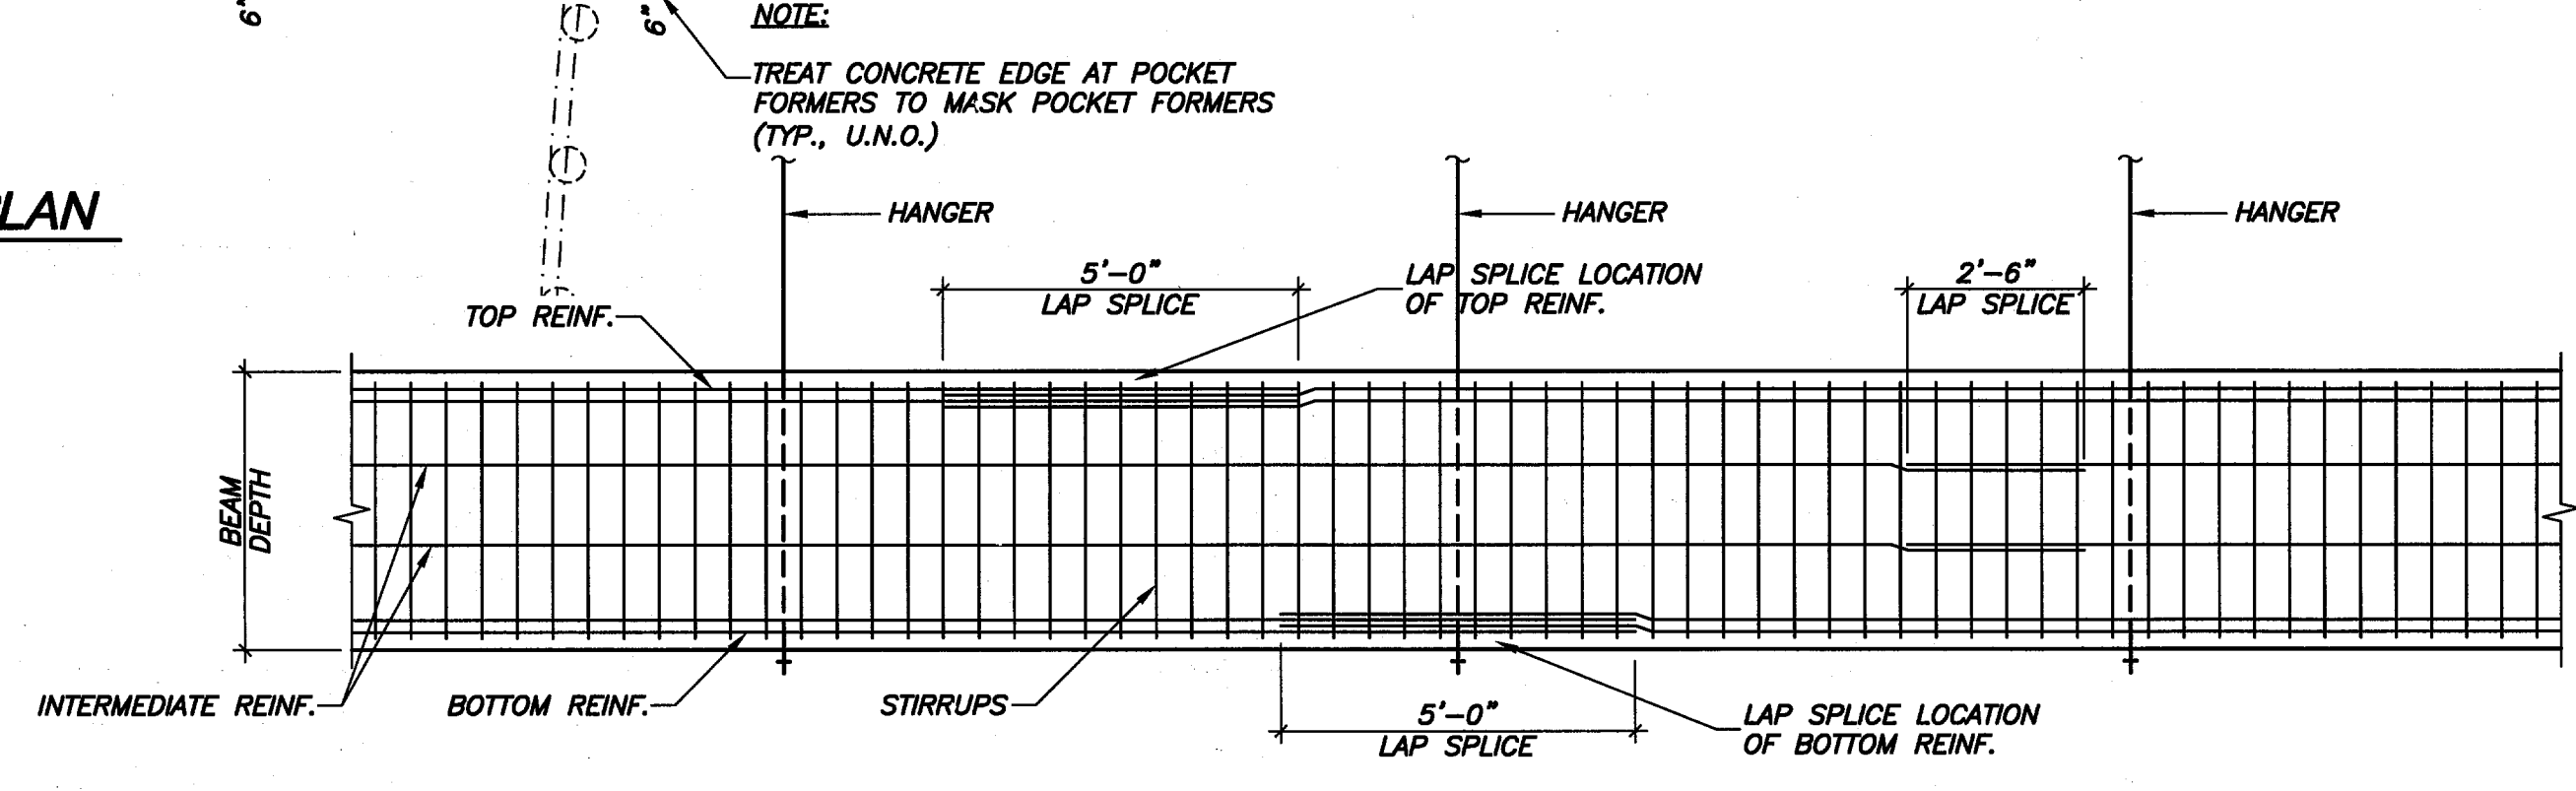 6"
6"
NOTE:
TREAT CONCRETE EDGE AT POCKET
FORMERS TO MASK POCKET FORMERS
(TYP., U.N.O.)
LAN
HANGER
HANGER
HANGER
5'-0"
LAP SPLICE
LAP SPLICE LOCATION
OF TOP REINF.
2'-6"
LAP SPLICE
TOP REINF.
BEAM
DEPTH
INTERMEDIATE REINF.
BOTTOM REINF.
STIRRUPS
5'-0"
LAP SPLICE
LAP SPLICE LOCATION
OF BOTTOM REINF.